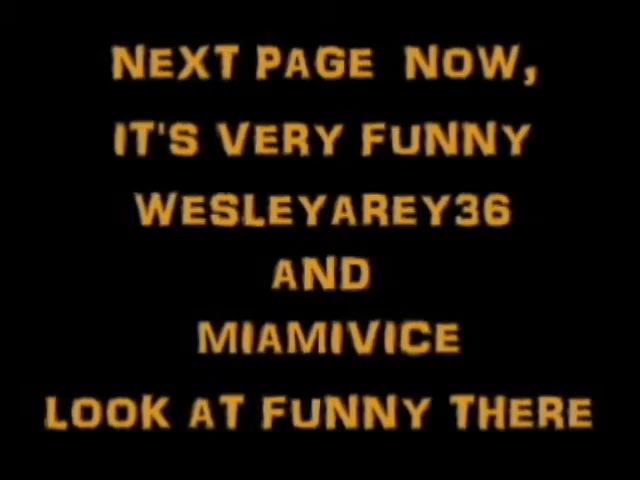 NEXT PAGE NOW,
IT'S VERY FUNNY
WESLEYAREY36
AND
MIAMIVICE
LOOK AT FUNNY THERE